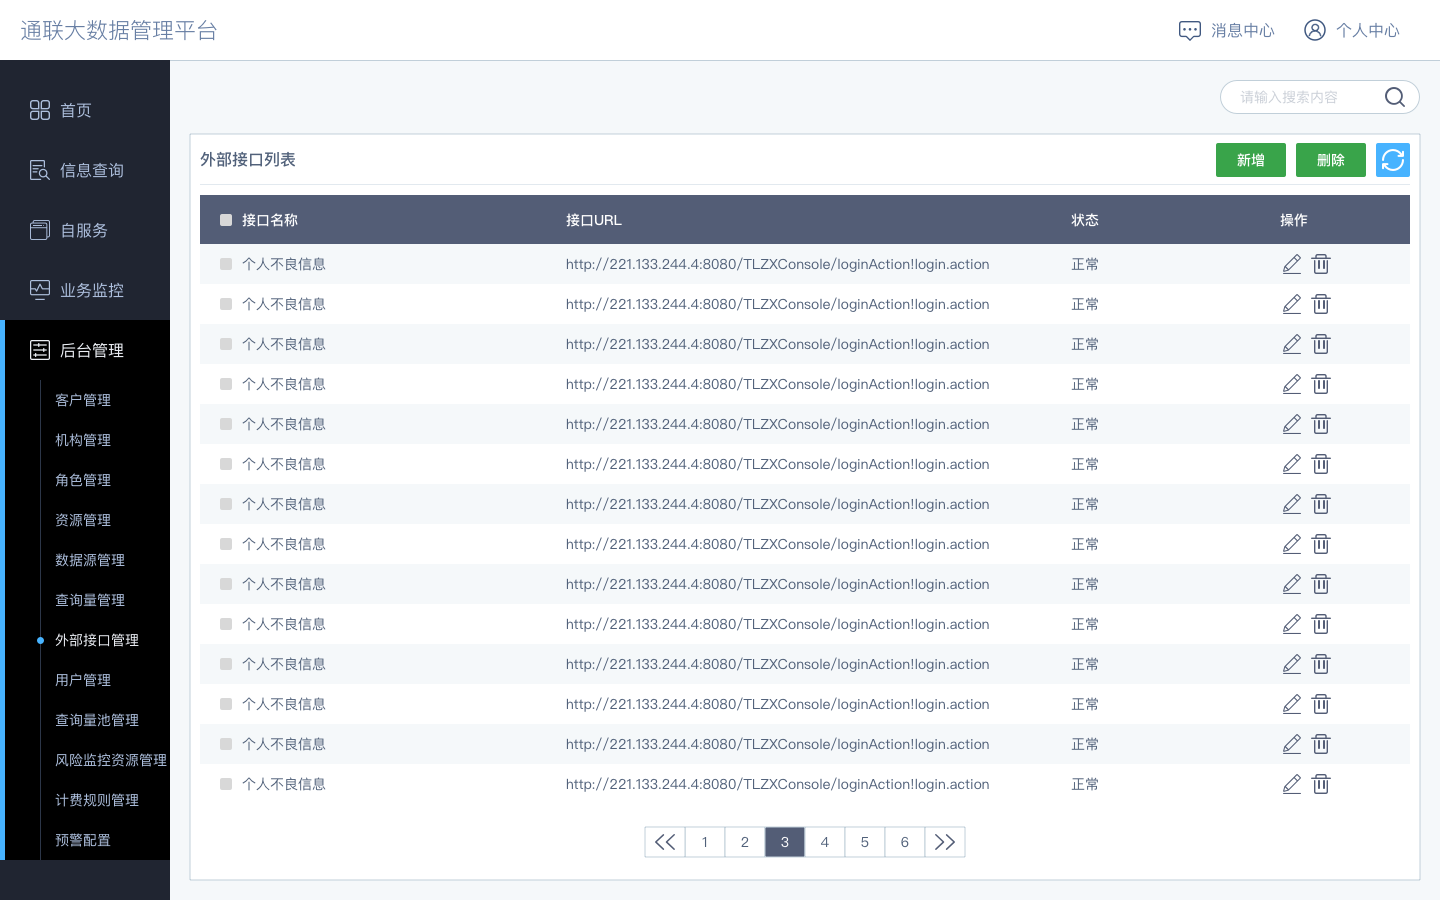 通联大数据管理平台
消息中心
个人中心
首页
信息查询
自服务
业务监控
后台管理
客户管理
机构管理
角色管理
资源管理
数据源管理
查询量管理
外部接口管理
用户管理
查询量池管理
风险监控资源管理
计费规则管理
预警配置
请输入搜索内容
外部接口列表
新增
删除
接口名称 接口URL 状态 操作
个人不良信息 http://221.133.244.4:8080/TLZXConsole/loginAction!login.action 正常
个人不良信息 http://221.133.244.4:8080/TLZXConsole/loginAction!login.action 正常
个人不良信息 http://221.133.244.4:8080/TLZXConsole/loginAction!login.action 正常
个人不良信息 http://221.133.244.4:8080/TLZXConsole/loginAction!login.action 正常
个人不良信息 http://221.133.244.4:8080/TLZXConsole/loginAction!login.action 正常
个人不良信息 http://221.133.244.4:8080/TLZXConsole/loginAction!login.action 正常
个人不良信息 http://221.133.244.4:8080/TLZXConsole/loginAction!login.action 正常
个人不良信息 http://221.133.244.4:8080/TLZXConsole/loginAction!login.action 正常
个人不良信息 http://221.133.244.4:8080/TLZXConsole/loginAction!login.action 正常
个人不良信息 http://221.133.244.4:8080/TLZXConsole/loginAction!login.action 正常
个人不良信息 http://221.133.244.4:8080/TLZXConsole/loginAction!login.action 正常
个人不良信息 http://221.133.244.4:8080/TLZXConsole/loginAction!login.action 正常
个人不良信息 http://221.133.244.4:8080/TLZXConsole/loginAction!login.action 正常
个人不良信息 http://221.133.244.4:8080/TLZXConsole/loginAction!login.action 正常
<< 1 2 3 4 5 6 >>